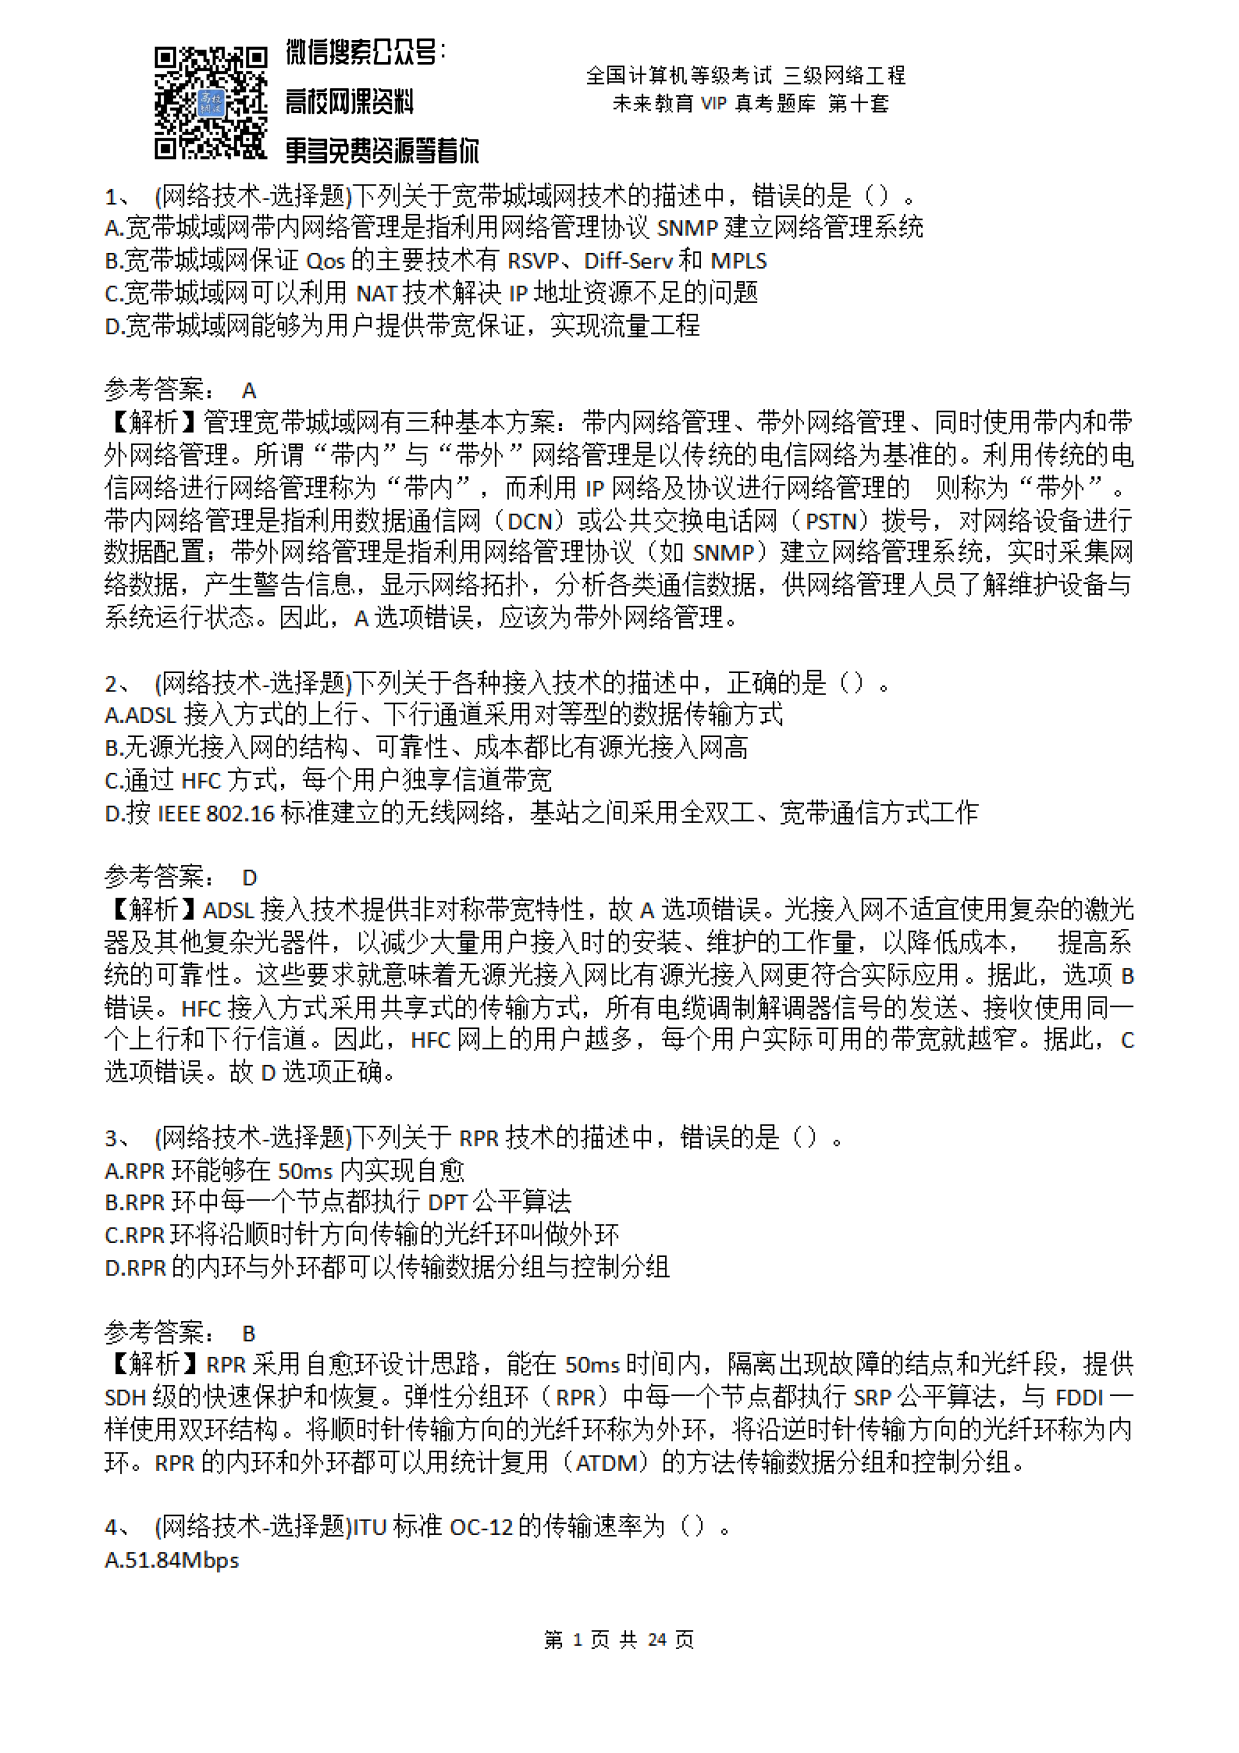 微信搜索公众号：
高校网课资料
更多免费资源等着你
全国计算机等级考试 三级网络工程
未来教育 VIP 真考题库 第十套
1、 (网络技术-选择题)下列关于宽带城域网技术的描述中，错误的是（）。
A.宽带城域网带内网络管理是指利用网络管理协议 SNMP 建立网络管理系统
B.宽带城域网保证 Qos 的主要技术有 RSVP、Diff-Serv 和 MPLS
C.宽带城域网可以利用 NAT 技术解决 IP 地址资源不足的问题
D.宽带城域网能够为用户提供带宽保证，实现流量工程
参考答案： A
【解析】管理宽带城域网有三种基本方案：带内网络管理、带外网络管理、同时使用带内和带
外网络管理。所谓“带内”与“带外”网络管理是以传统的电信网络为基准的。利用传统的电
信网络进行网络管理称为“带内”，而利用 IP 网络及协议进行网络管理的 则称为“带外”。
带内网络管理是指利用数据通信网（DCN）或公共交换电话网（PSTN）拨号，对网络设备进行
数据配置；带外网络管理是指利用网络管理协议（如 SNMP）建立网络管理系统，实时采集网
络数据，产生警告信息，显示网络拓扑，分析各类通信数据，供网络管理人员了解维护设备与
系统运行状态。因此，A 选项错误，应该为带外网络管理。
2、 (网络技术-选择题)下列关于各种接入技术的描述中，正确的是（）。
A.ADSL 接入方式的上行、下行通道采用对等型的数据传输方式
B.无源光接入网的结构、可靠性、成本都比有源光接入网高
C.通过 HFC 方式，每个用户独享信道带宽
D.按 IEEE 802.16 标准建立的无线网络，基站之间采用全双工、宽带通信方式工作
参考答案： D
【解析】ADSL 接入技术提供非对称带宽特性，故 A 选项错误。光接入网不适宜使用复杂的激光
器及其他复杂光器件，以减少大量用户接入时的安装、维护的工作量，以降低成本， 提高系
统的可靠性。这些要求就意味着无源光接入网比有源光接入网更符合实际应用。据此，选项 B
错误。HFC 接入方式采用共享式的传输方式，所有电缆调制解调器信号的发送、接收使用同一
个上行和下行信道。因此，HFC 网上的用户越多，每个用户实际可用的带宽就越窄。据此，C
选项错误。故 D 选项正确。
3、 (网络技术-选择题)下列关于 RPR 技术的描述中，错误的是（）。
A.RPR 环能够在 50ms 内实现自愈
B.RPR 环中每一个节点都执行 DPT 公平算法
C.RPR 环将沿顺时针方向传输的光纤环叫做外环
D.RPR 的内环与外环都可以传输数据分组与控制分组
参考答案： B
【解析】RPR 采用自愈环设计思路，能在 50ms 时间内，隔离出现故障的结点和光纤段，提供
SDH 级的快速保护和恢复。弹性分组环（RPR）中每一个节点都执行 SRP 公平算法，与 FDDI 一
样使用双环结构。将顺时针传输方向的光纤环称为外环，将沿逆时针传输方向的光纤环称为内
环。RPR 的内环和外环都可以用统计复用（ATDM）的方法传输数据分组和控制分组。
4、 (网络技术-选择题)ITU 标准 OC-12 的传输速率为（）。
A.51.84Mbps
第 1 页 共 24 页